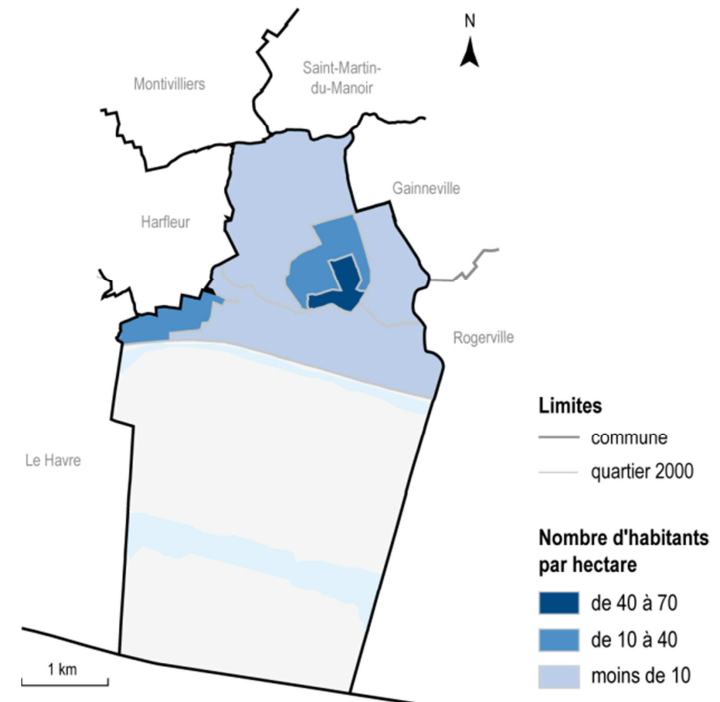 N
Saint-Martin-
du-Manoir
Montivilliers
Gainneville
Harfleur
Rogerville
Le Havre
Limites
commune
quartier 2000
Nombre d'habitants
par hectare
de 40 à 70
de 10 à 40
moins de 10
1 km